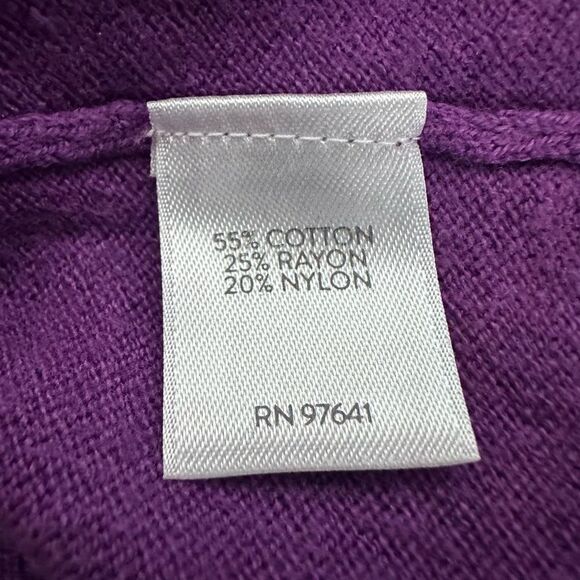 55% COTTON
25% RAYON
20% NYLON
RN 97641